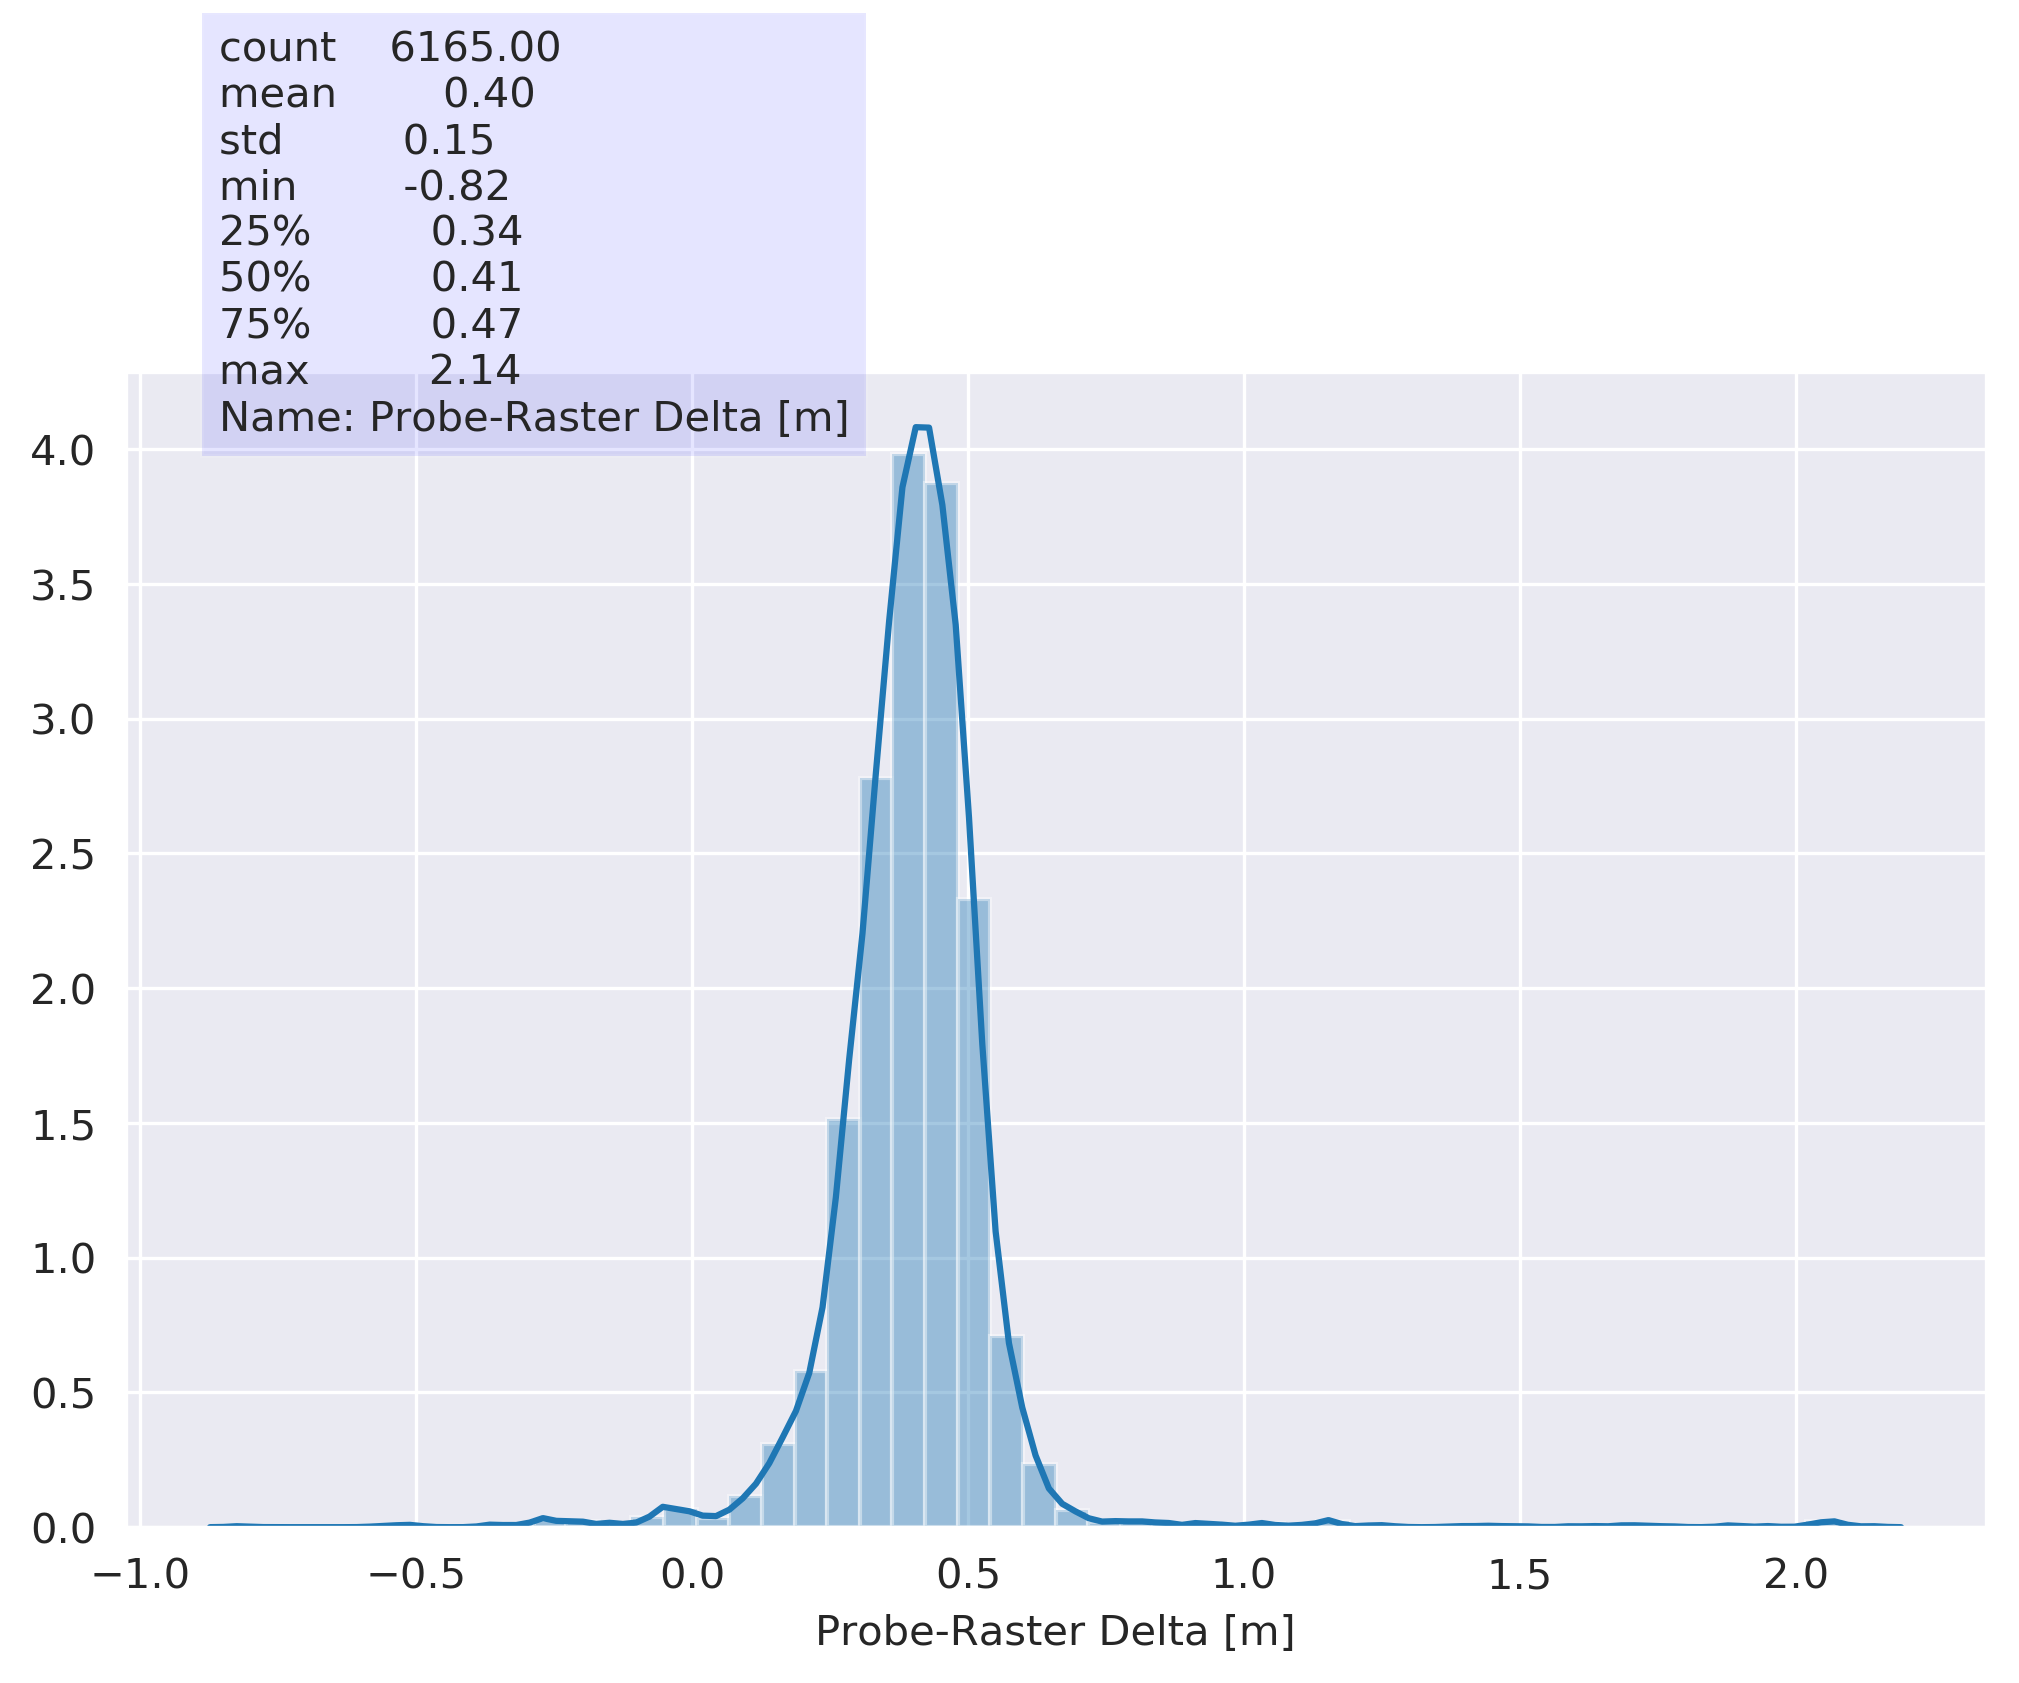 count    6165.00
mean        0.40
std         0.15
min        -0.82
25%         0.34
50%         0.41
75%         0.47
max         2.14
Name: Probe-Raster Delta [m]
4.0
3.5
3.0
2.5
2.0
1.5
1.0
0.5
0.0
−1.0 −0.5 0.0 0.5 1.0 1.5 2.0
Probe-Raster Delta [m]